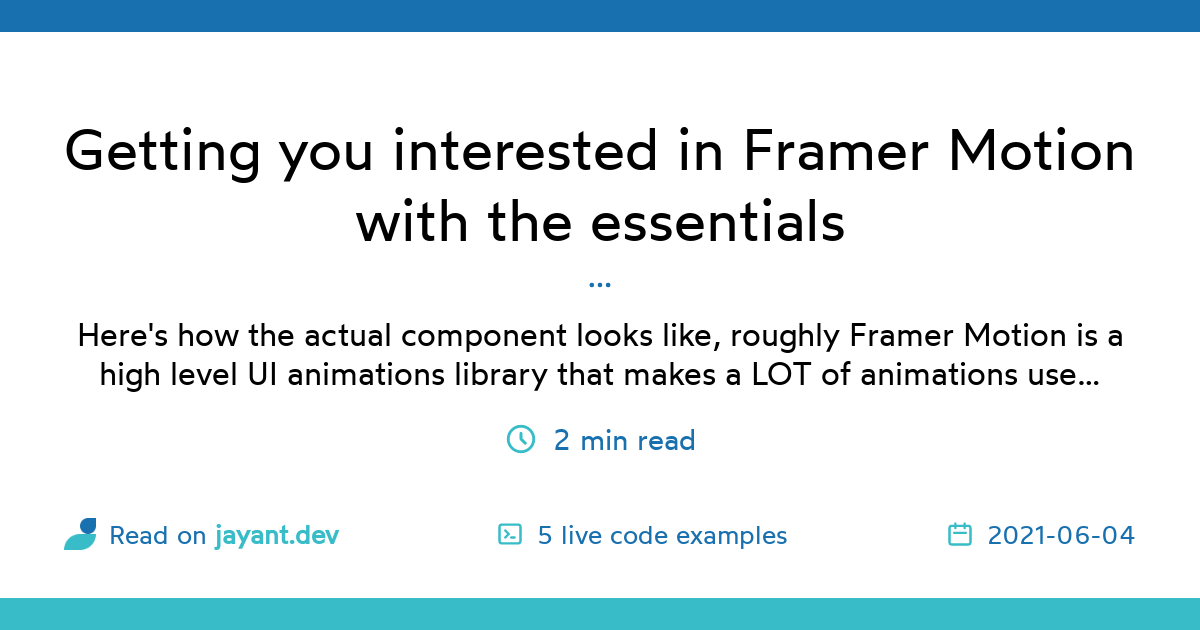 Getting you interested in Framer Motion
with the essentials
...
Here's how the actual component looks like, roughly Framer Motion is a
high level UI animations library that makes a LOT of animations use...
2 min read
Read on jayant.dev
5 live code examples
2021-06-04